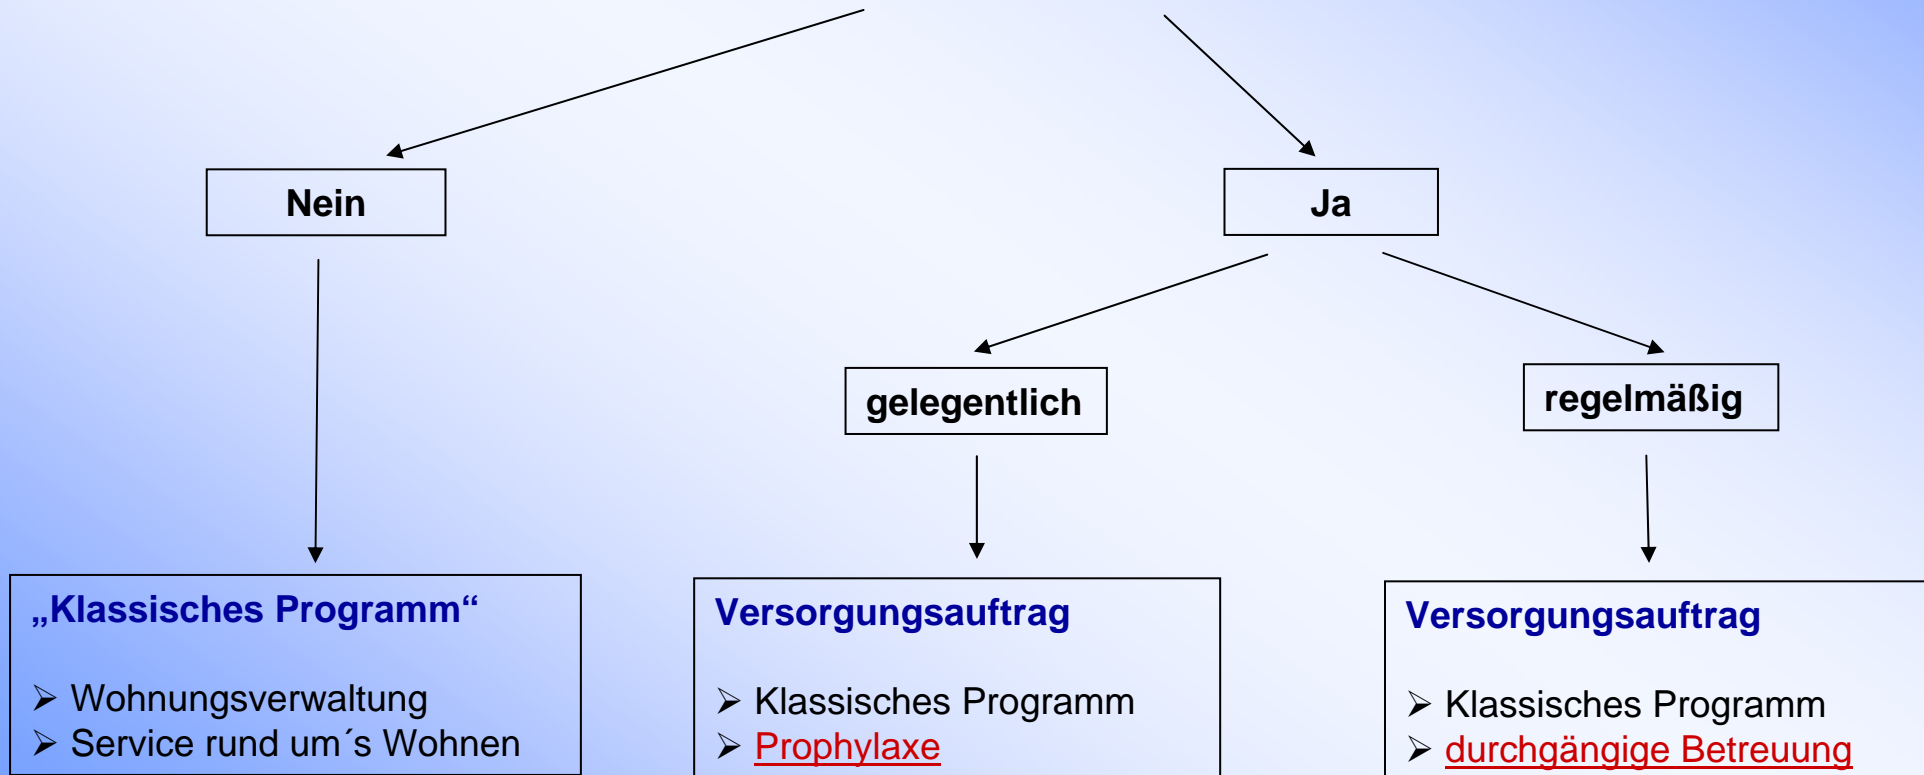 Nein
Ja
gelegentlich
regelmäßig
„Klassisches Programm“
➢ Wohnungsverwaltung
➢ Service rund um´s Wohnen
Versorgungsauftrag
➢ Klassisches Programm
➢ Prophylaxe
Versorgungsauftrag
➢ Klassisches Programm
➢ durchgängige Betreuung